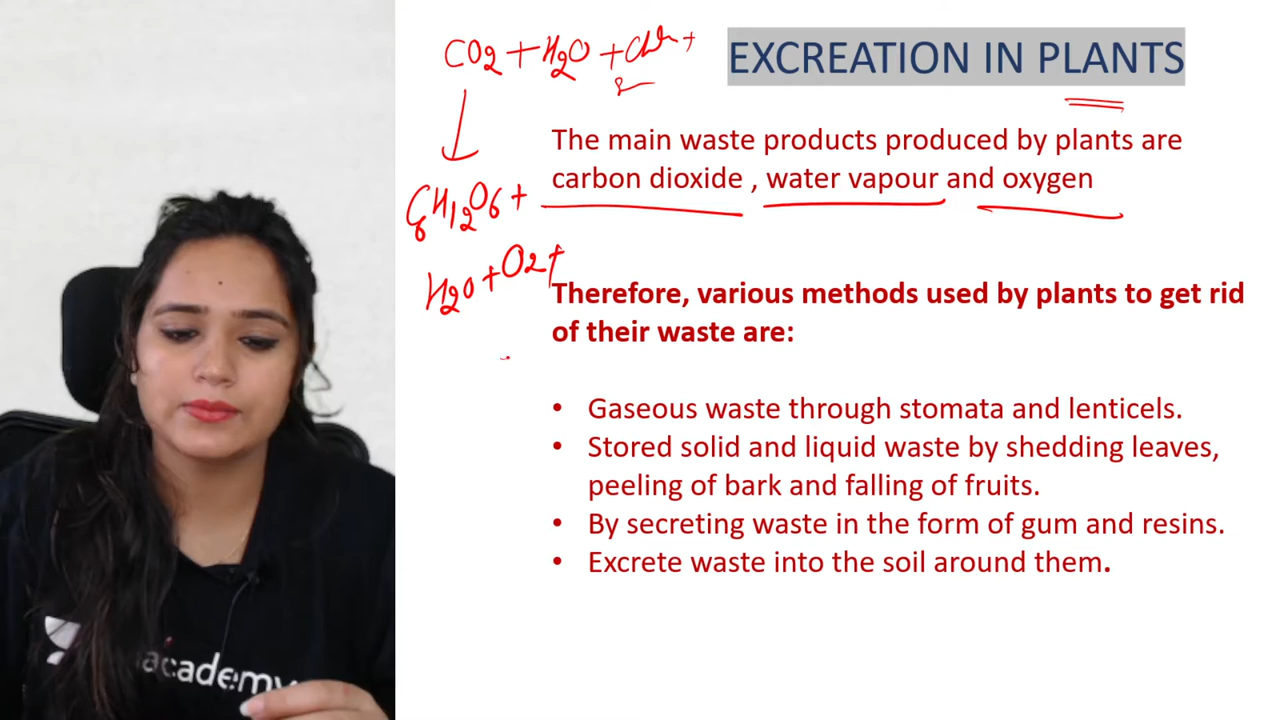 CO2 + H2O + +
EXCREATION IN PLANTS
The main waste products produced by plants are
carbon dioxide , water vapour and oxygen
C6H12O6 +
H2O + O2 +
Therefore, various methods used by plants to get rid
of their waste are:
• Gaseous waste through stomata and lenticels.
• Stored solid and liquid waste by shedding leaves,
peeling of bark and falling of fruits.
• By secreting waste in the form of gum and resins.
• Excrete waste into the soil around them.